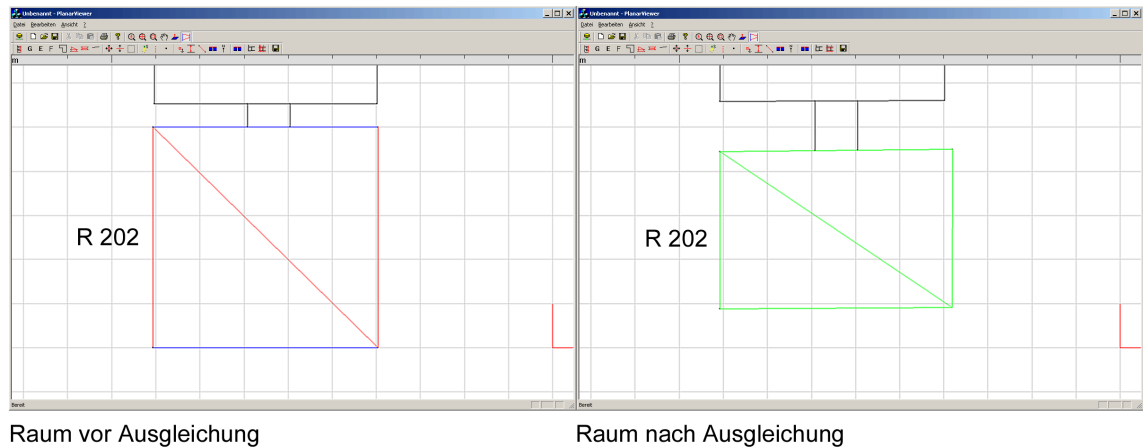 Unbenannt - PlanarViewer
Datei Bearbeiten Ansicht ?
G E F
m
R 202
Bereit
Unbenannt - PlanarViewer
Datei Bearbeiten Ansicht ?
G E F
m
R 202
Bereit
Raum vor Ausgleichung
Raum nach Ausgleichung